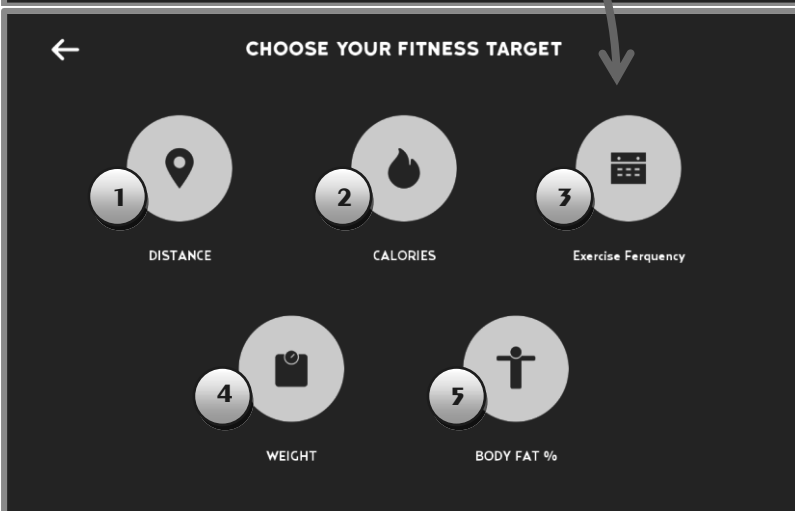 CHOOSE YOUR FITNESS TARGET
1
2
3
DISTANCE
CALORIES
Exercise Ferquency
4
5
WEIGHT
BODY FAT %